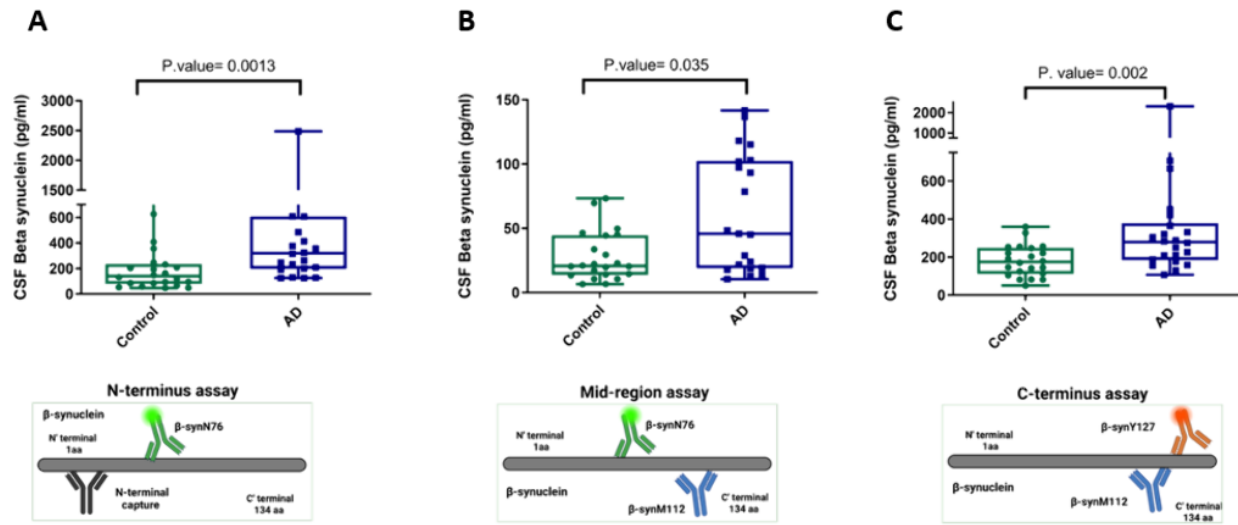 A
P.value= 0.0013
CSF Beta synuclein (pg/ml)
3000
2500
2000
1500
600
400
200
0
Control
AD
N-terminus assay
β-synuclein
β-synN76
N' terminal
1aa
N-terminal
capture
C' terminal
134 aa
B
P.value= 0.035
CSF Beta synuclein (pg/ml)
150
100
50
0
Control
AD
Mid-region assay
β-synN76
N' terminal
1aa
β-synuclein
β-synM112
C' terminal
134 aa
C
P. value= 0.002
CSF Beta synuclein (pg/ml)
2000
1000
600
400
200
0
Control
AD
C-terminus assay
β-synY127
N' terminal
1aa
β-synuclein
β-synM112
C' terminal
134 aa